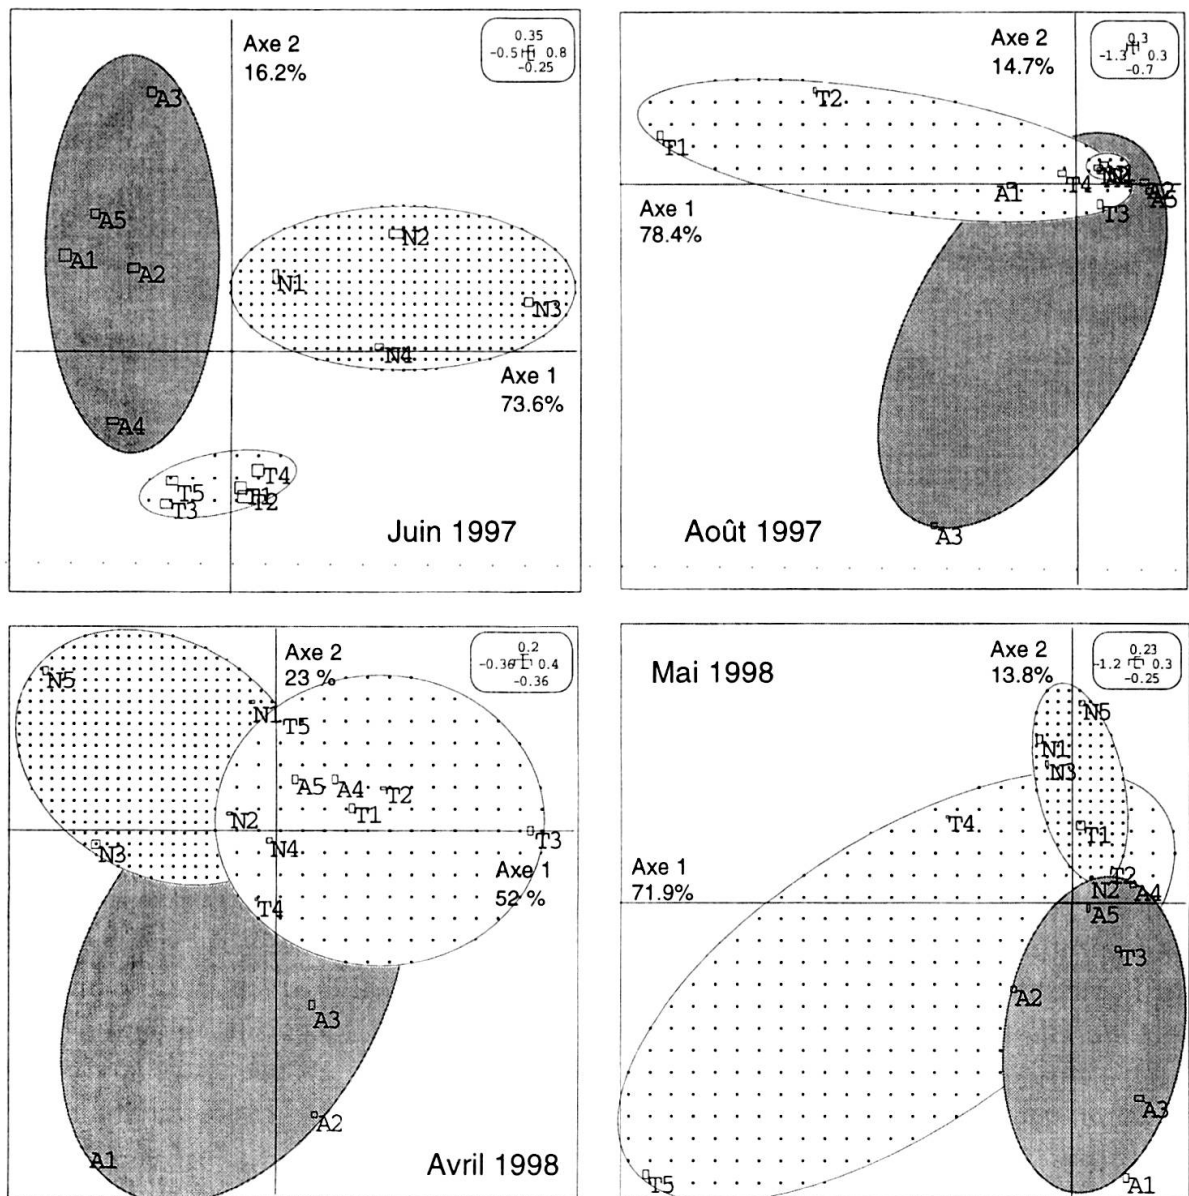 Axe 2
16.2%
0.35
-0.5 0.8
-0.25
A3
A5
A1
A2
A4
N2
N1
N3
N4
Axe 1
73.6%
T4
T5
T1
T2
T3
Juin 1997
Axe 2
14.7%
0.3
-1.3 0.3
-0.7
T2
T1
T4
A1
A2
A5
T3
Axe 1
78.4%
A3
Août 1997
Axe 2
23 %
0.2
-0.36 0.4
-0.36
N5
N1
T5
A5
A4
T2
T1
N2
N4
T3
N3
Axe 1
52 %
T4
A3
A2
A1
Avril 1998
Mai 1998
Axe 2
13.8%
0.23
-1.2 0.3
-0.25
N5
N1
N3
T4
T1
Axe 1
71.9%
T2
N2
A4
A5
T3
A2
A3
T5
A1